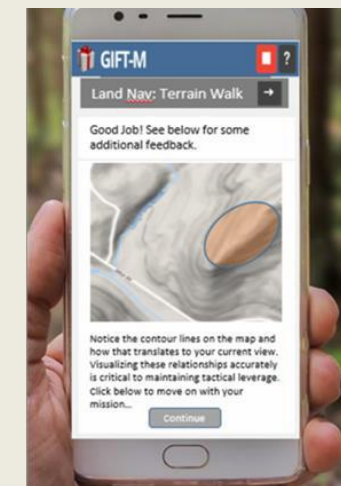 GIFT-M
?
Land Nav: Terrain Walk
Good Job! See below for some
additional feedback.
Notice the contour lines on the map and
how that translates to your current view.
Visualizing these relationships accurately
is critical to maintaining tactical leverage.
Click below to move on with your
mission...
Continue